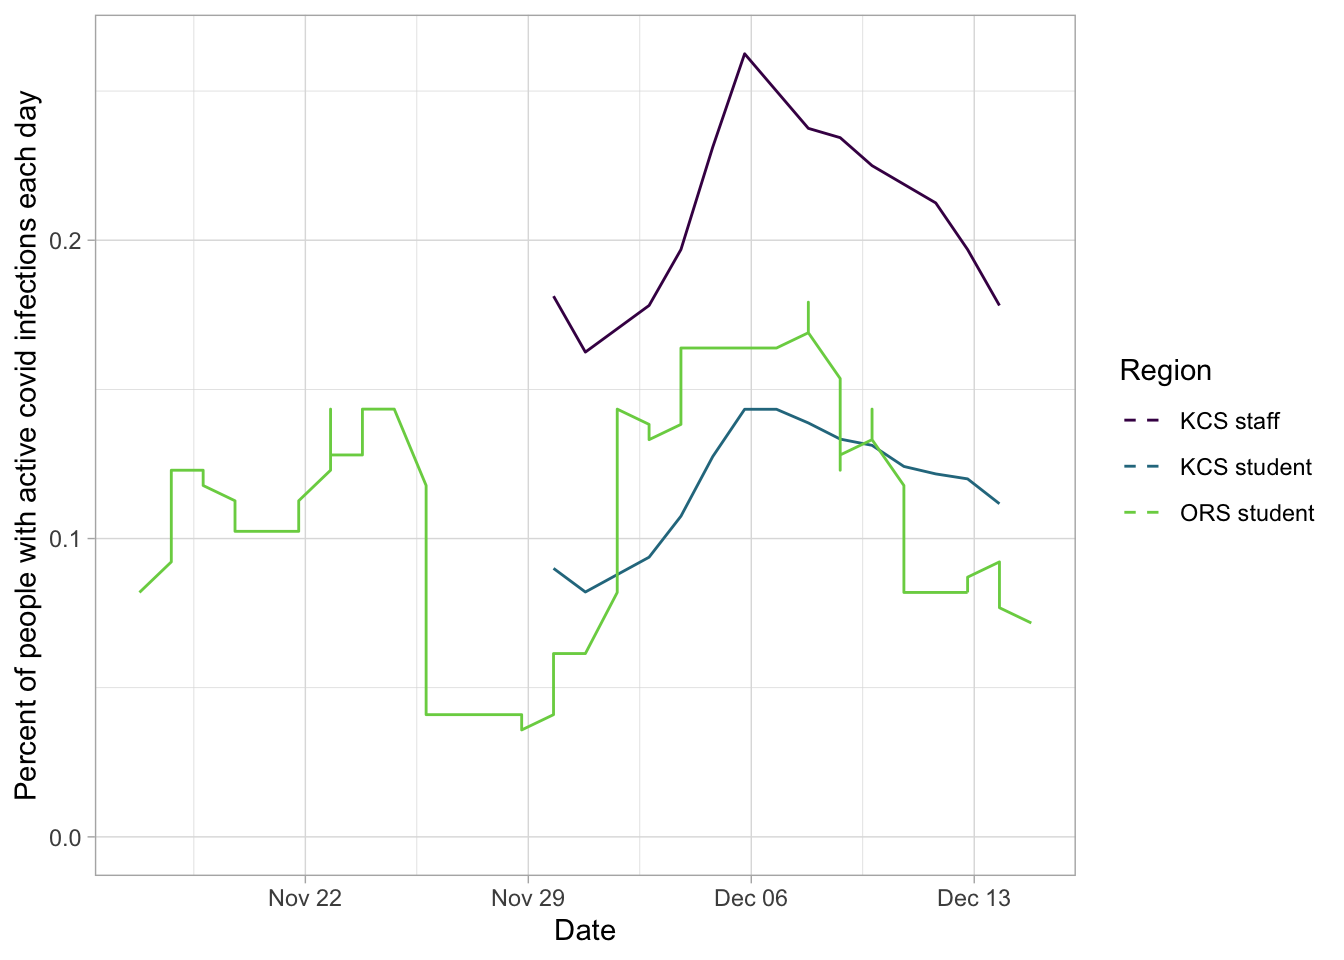 Percent of people with active covid infections each day
0.2
0.1
0.0
Nov 22
Nov 29
Dec 06
Dec 13
Date
Region
KCS staff
KCS student
ORS student